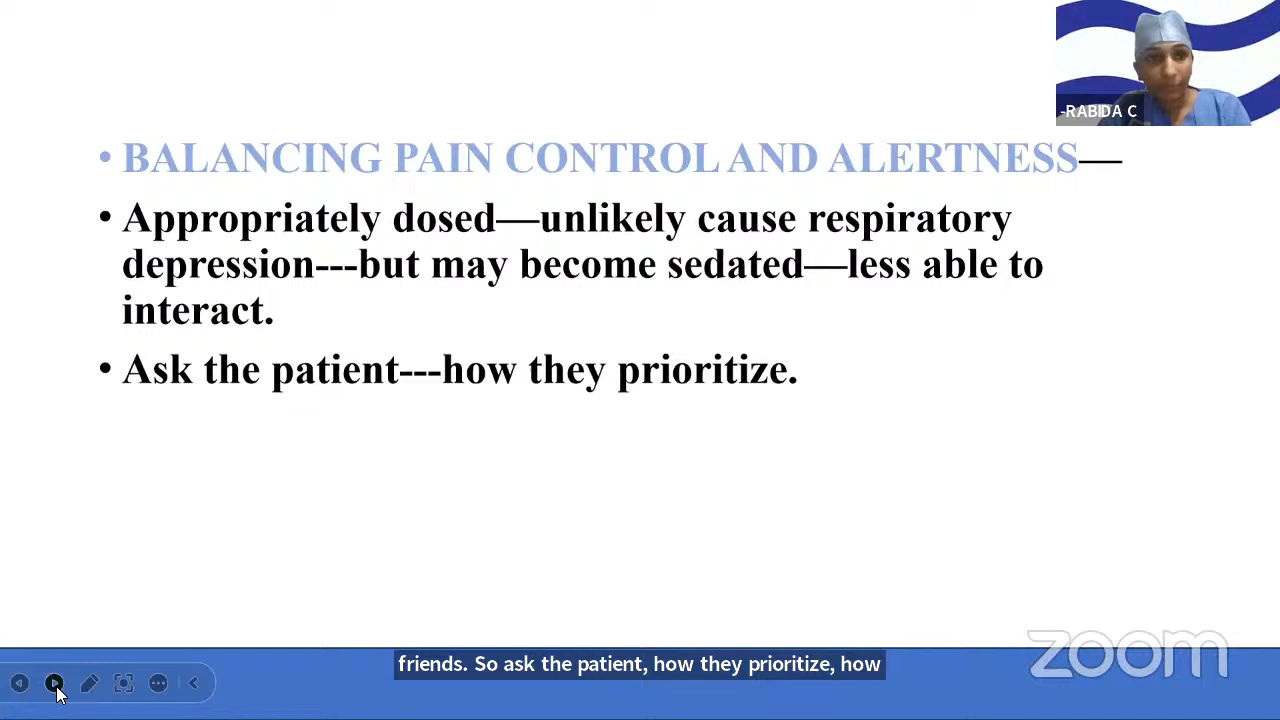 -RABIDA C
• BALANCING PAIN CONTROL AND ALERTNESS—
• Appropriately dosed—unlikely cause respiratory
depression---but may become sedated—less able to
interact.
• Ask the patient---how they prioritize.
friends. So ask the patient, how they prioritize, how
zoom